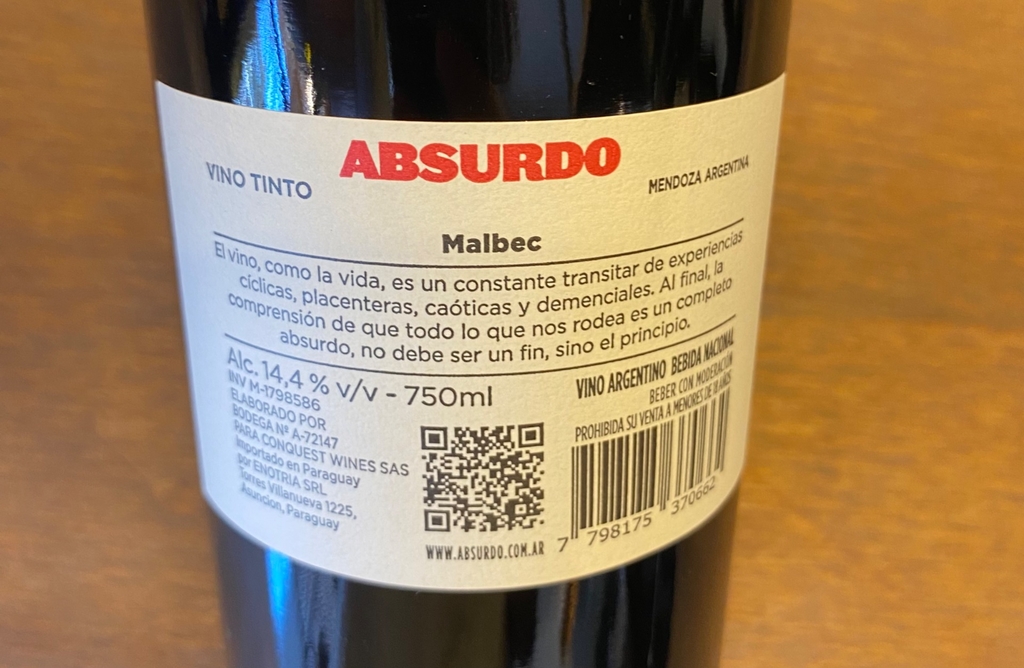 VINO TINTO
ABSURDO
MENDOZA ARGENTINA
Malbec
El vino, como la vida, es un constante transitar de experiencias
cíclicas, placenteras, caóticas y demenciales. Al final, la
comprensión de que todo lo que nos rodea es un completo
absurdo, no debe ser un fin, sino el principio.
Alc. 14,4 % v/v - 750ml
INV M-1798586
ELABORADO POR
BODEGA Nº A-72147
PARA CONQUEST WINES SAS
Importado en Paraguay
por ENOTRIA SRL
Torres Villanueva 1225,
Asunción, Paraguay
WWW.ABSURDO.COM.AR
VINO ARGENTINO BEBIDA NACIONAL
BEBER CON MODERACIÓN
PROHIBIDA SU VENTA A MENORES DE 18 AÑOS
7 798175 370662